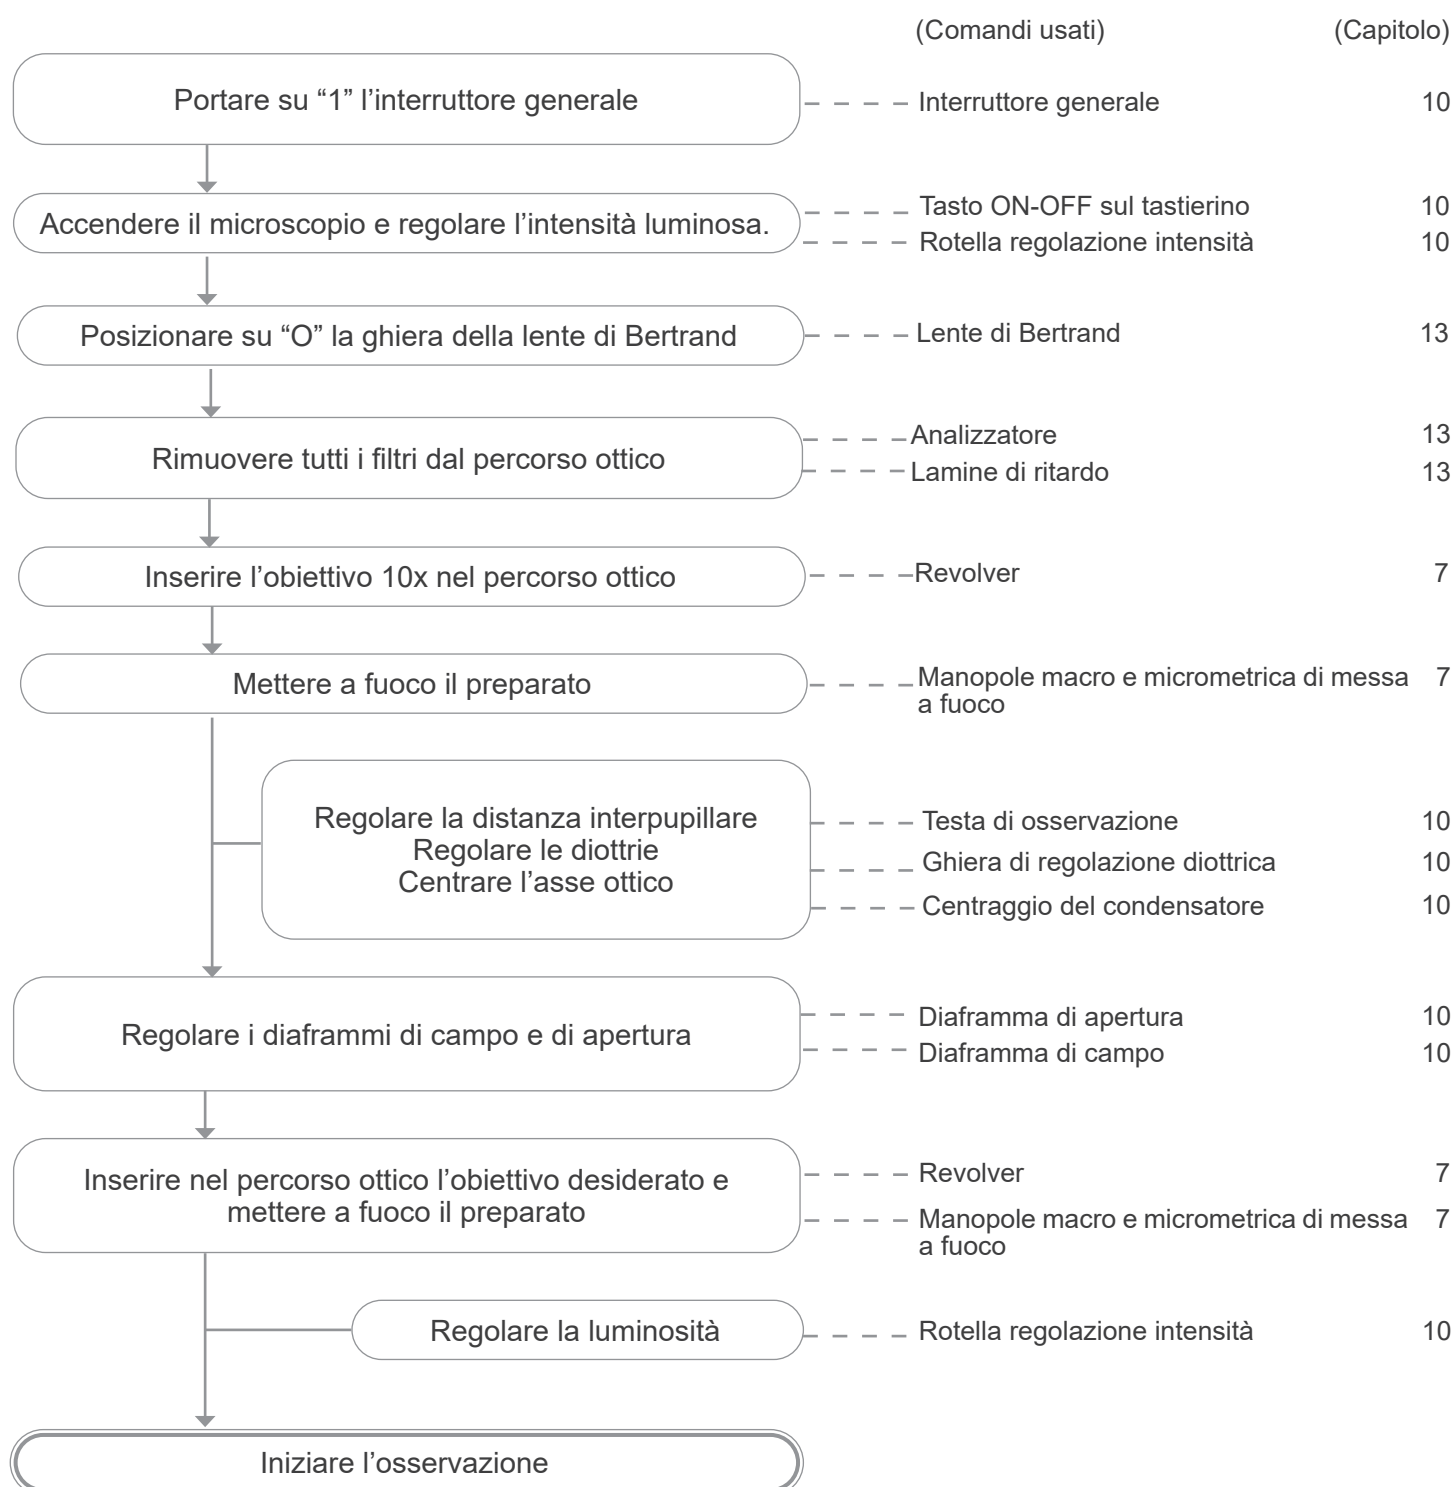 (Comandi usati) (Capitolo)
Portare su “1” l’interruttore generale
Interruttore generale 10
Accendere il microscopio e regolare l’intensità luminosa.
Tasto ON-OFF sul tastierino 10
Rotella regolazione intensità 10
Posizionare su “O” la ghiera della lente di Bertrand
Lente di Bertrand 13
Rimuovere tutti i filtri dal percorso ottico
Analizzatore 13
Lamine di ritardo 13
Inserire l’obiettivo 10x nel percorso ottico
Revolver 7
Mettere a fuoco il preparato
Manopole macro e micrometrica di messa 7
a fuoco
Regolare la distanza interpupillare
Regolare le diottrie
Centrare l’asse ottico
Testa di osservazione 10
Ghiera di regolazione diottrica 10
Centraggio del condensatore 10
Regolare i diaframmi di campo e di apertura
Diaframma di apertura 10
Diaframma di campo 10
Inserire nel percorso ottico l’obiettivo desiderato e
mettere a fuoco il preparato
Revolver 7
Manopole macro e micrometrica di messa 7
a fuoco
Regolare la luminosità
Rotella regolazione intensità 10
Iniziare l’osservazione